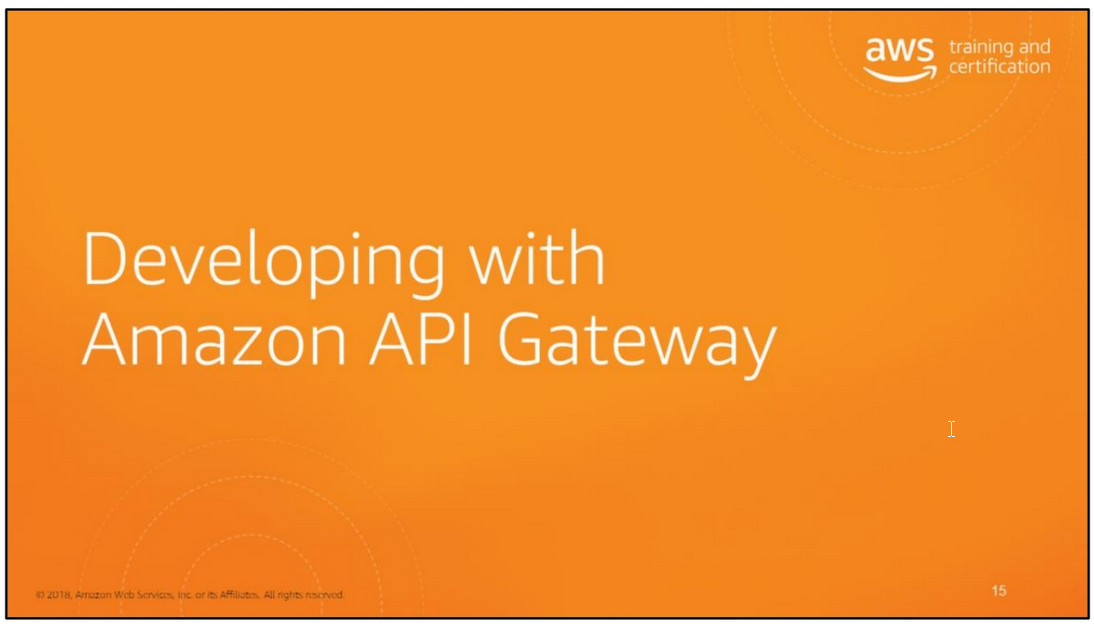 aws training and
certification
Developing with
Amazon API Gateway
© 2018, Amazon Web Services, Inc. or its Affiliates. All rights reserved.
15